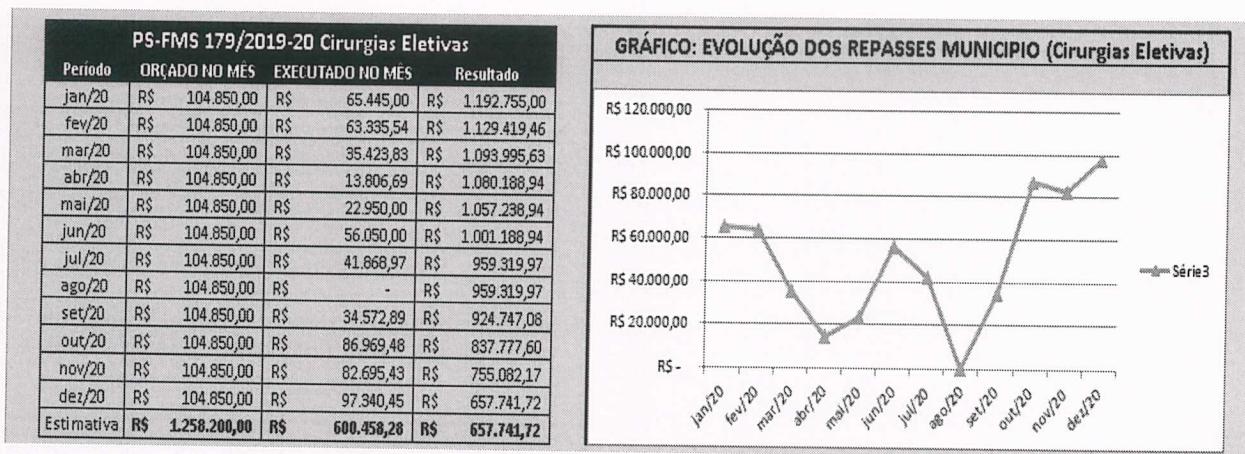 PS-FMS 179/2019-20 Cirurgias Eletivas
Período ORÇADO NO MÊS EXECUTADO NO MÊS Resultado
jan/20 R$ 104.850,00 R$ 65.445,00 R$ 1.192.755,00
fev/20 R$ 104.850,00 R$ 63.335,54 R$ 1.129.419,46
mar/20 R$ 104.850,00 R$ 35.423,83 R$ 1.093.995,63
abr/20 R$ 104.850,00 R$ 13.806,69 R$ 1.080.188,94
mai/20 R$ 104.850,00 R$ 22.950,00 R$ 1.057.238,94
jun/20 R$ 104.850,00 R$ 56.050,00 R$ 1.001.188,94
jul/20 R$ 104.850,00 R$ 41.868,97 R$ 959.319,97
ago/20 R$ 104.850,00 R$ - R$ 959.319,97
set/20 R$ 104.850,00 R$ 34.572,89 R$ 924.747,08
out/20 R$ 104.850,00 R$ 86.969,48 R$ 837.777,60
nov/20 R$ 104.850,00 R$ 82.695,43 R$ 755.082,17
dez/20 R$ 104.850,00 R$ 97.340,45 R$ 657.741,72
Estimativa R$ 1.258.200,00 R$ 600.458,28 R$ 657.741,72
GRÁFICO: EVOLUÇÃO DOS REPASSES MUNICIPIO (Cirurgias Eletivas)
R$ 120.000,00
R$ 100.000,00
R$ 80.000,00
R$ 60.000,00
R$ 40.000,00
R$ 20.000,00
R$ -
jan/20 fev/20 mar/20 abr/20 mai/20 jun/20 jul/20 ago/20 set/20 out/20 nov/20 dez/20
Série3